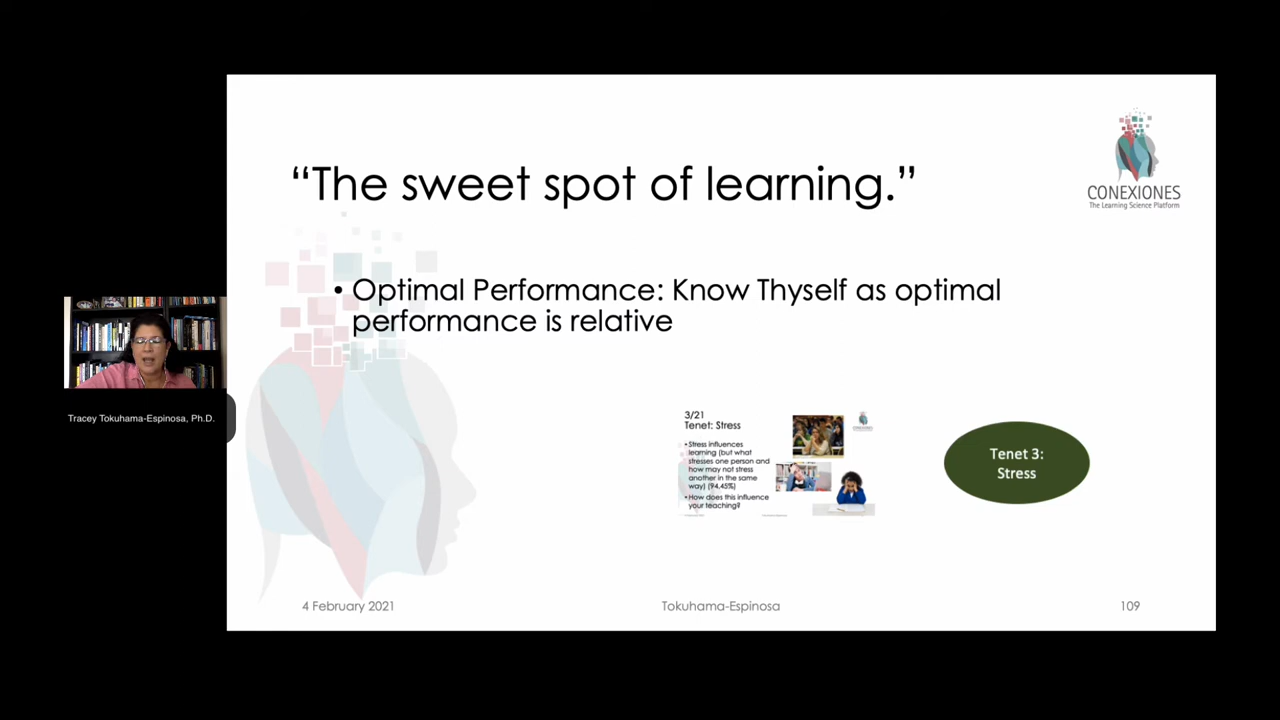 “The sweet spot of learning.”
CONEXIONES
The Learning Science Platform
• Optimal Performance: Know Thyself as optimal
performance is relative
Tracey Tokuhama-Espinosa, Ph.D.
3/21
Tenet: Stress
• Stress influences
learning (but what
stresses one person and
how may not stress
another in the same
way) (94.45%)
• How does this influence
your teaching?
Tenet 3:
Stress
4 February 2021
Tokuhama-Espinosa
109